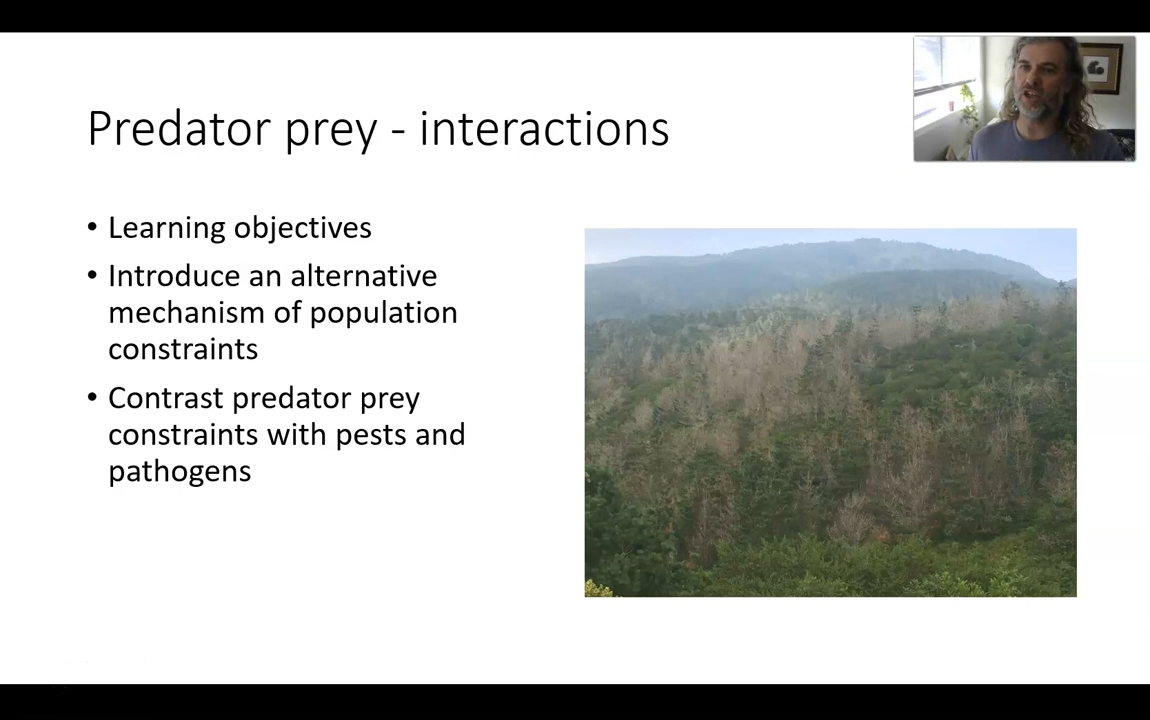 Predator prey - interactions
• Learning objectives
• Introduce an alternative
mechanism of population
constraints
• Contrast predator prey
constraints with pests and
pathogens